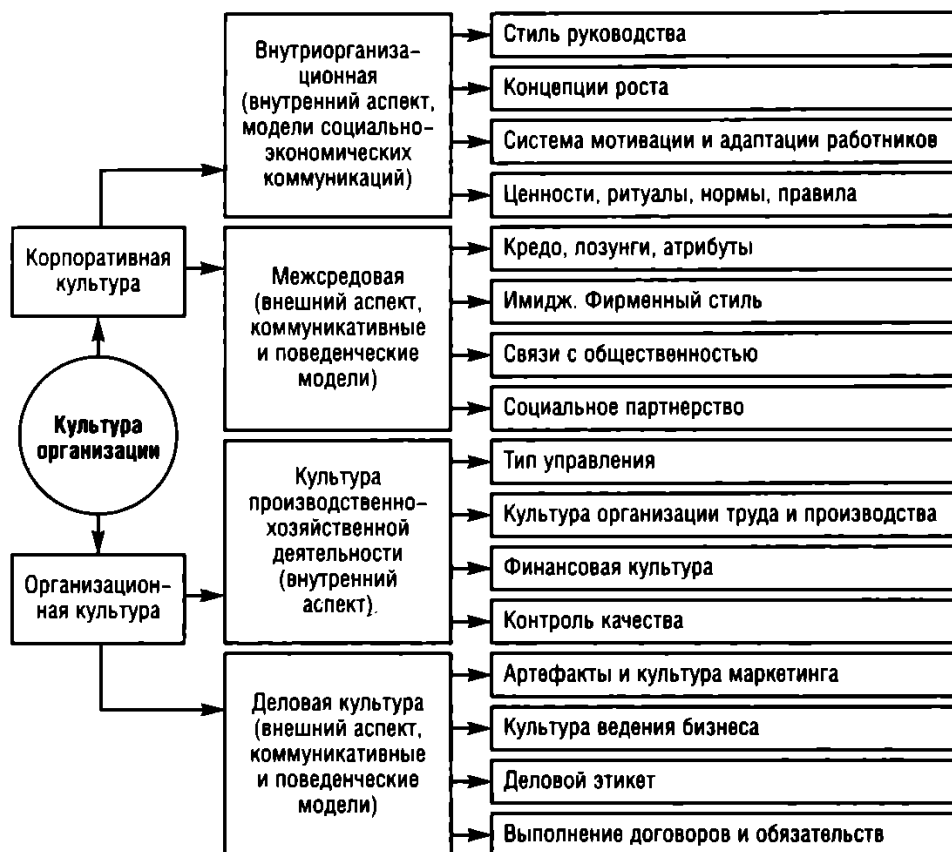 Культура
организации
Корпоративная
культура
Организацион-
ная культура
Внутриорганиза-
ционная
(внутренний аспект,
модели социально-
экономических
коммуникаций)
Межсредовая
(внешний аспект,
коммуникативные
и поведенческие
модели)
Культура
производственно-
хозяйственной
деятельности
(внутренний
аспект).
Деловая культура
(внешний аспект,
коммуникативные
и поведенческие
модели)
Стиль руководства
Концепции роста
Система мотивации и адаптации работников
Ценности, ритуалы, нормы, правила
Кредо, лозунги, атрибуты
Имидж. Фирменный стиль
Связи с общественностью
Социальное партнерство
Тип управления
Культура организации труда и производства
Финансовая культура
Контроль качества
Артефакты и культура маркетинга
Культура ведения бизнеса
Деловой этикет
Выполнение договоров и обязательств